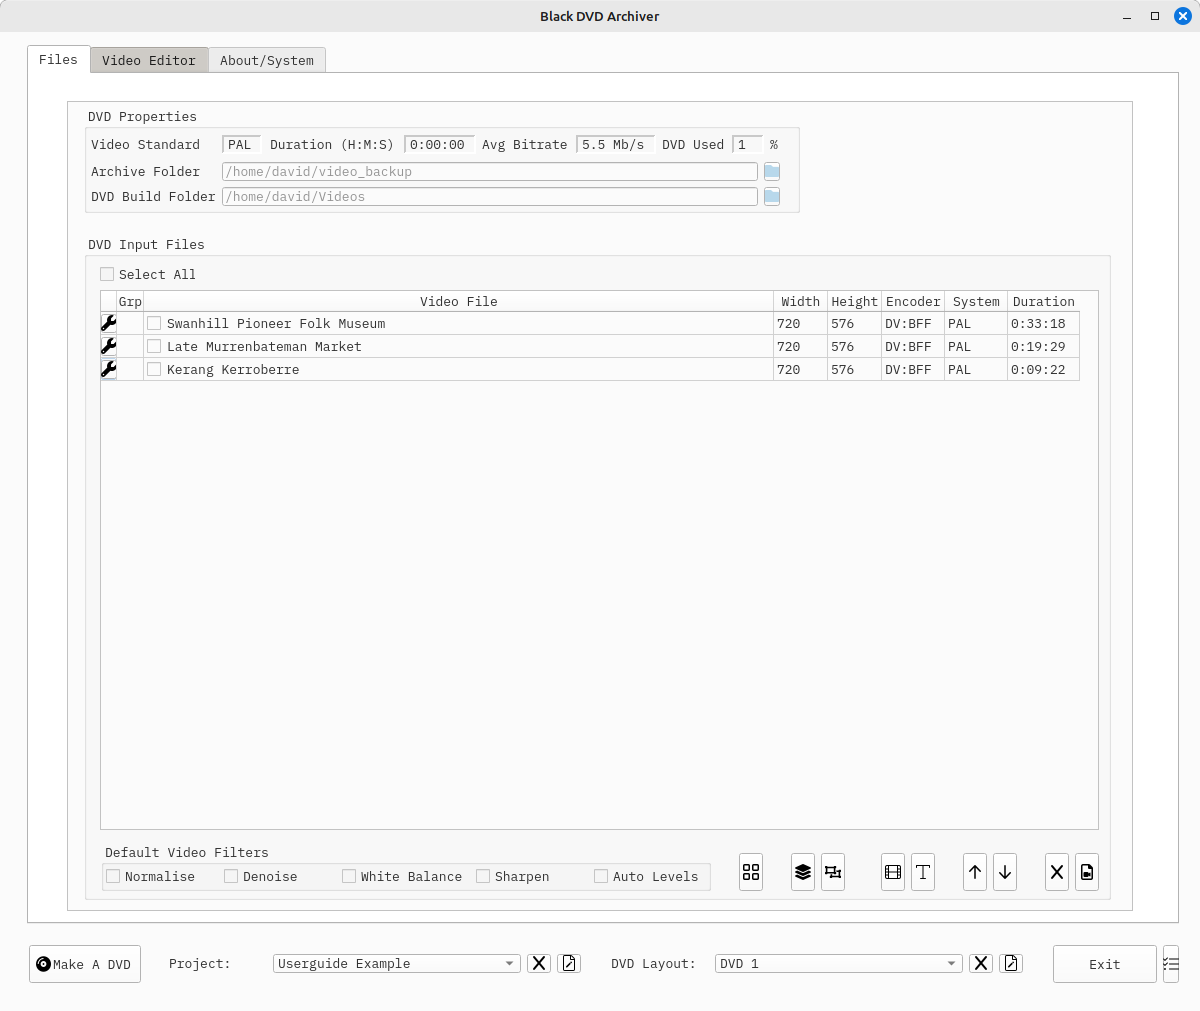 Black DVD Archiver
Files Video Editor About/System
DVD Properties
Video Standard PAL Duration (H:M:S) 0:00:00 Avg Bitrate 5.5 Mb/s DVD Used 1 %
Archive Folder /home/david/video_backup
DVD Build Folder /home/david/Videos
DVD Input Files
Select All
Grp Video File Width Height Encoder System Duration
Swanhill Pioneer Folk Museum 720 576 DV:BFF PAL 0:33:18
Late Murrenbateman Market 720 576 DV:BFF PAL 0:19:29
Kerang Kerroberre 720 576 DV:BFF PAL 0:09:22
Default Video Filters
Normalise Denoise White Balance Sharpen Auto Levels
Make A DVD Project: Userguide Example DVD Layout: DVD 1 Exit